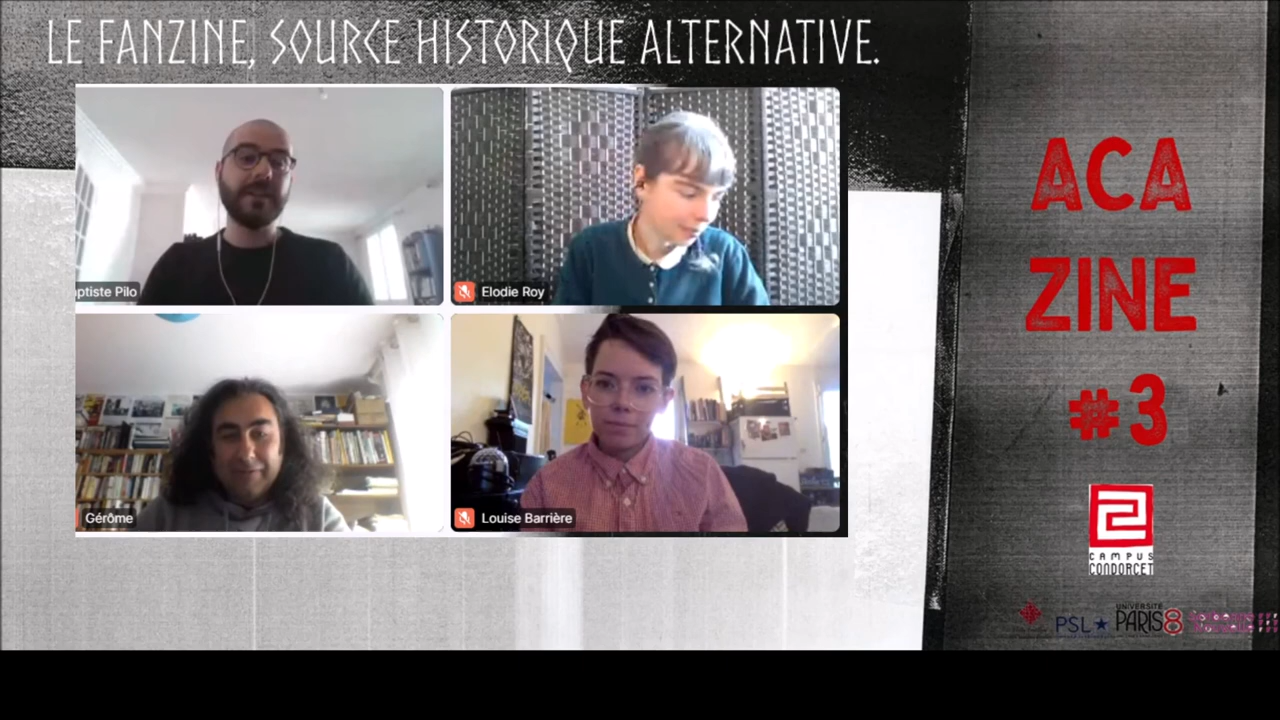 LE FANZINE, SOURCE HISTORIQUE ALTERNATIVE.
ptiste Pilo
Elodie Roy
Gérôme
Louise Barrière
ACA
ZINE
#3
CAMPUS
CONDORCET
PSL
UNIVERSITÉ
PARIS8